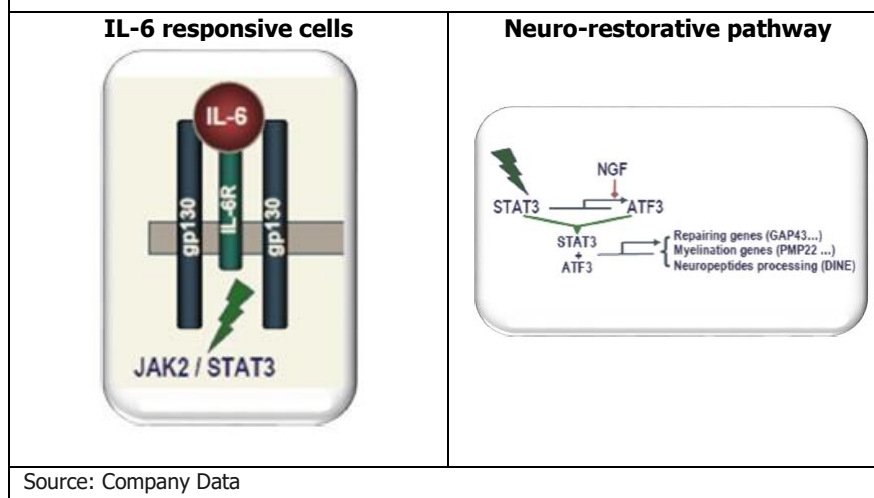 IL-6 responsive cells
IL-6
gp130
IL-6R
gp130
JAK2 / STAT3
Neuro-restorative pathway
NGF
STAT3
ATF3
STAT3
+
ATF3
Repairing genes (GAP43...)
Myelination genes (PMP22 ...)
Neuropeptides processing (DINE)
Source: Company Data